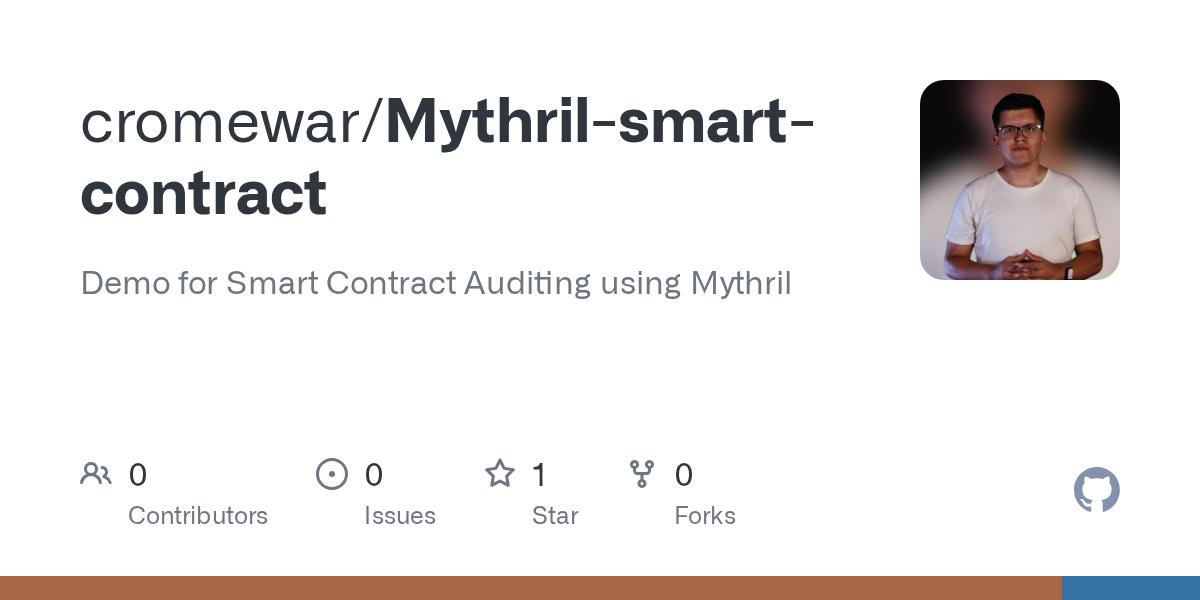 cromewar/Mythril-smart-
contract
Demo for Smart Contract Auditing using Mythril
0 0 1 0
Contributors Issues Star Forks